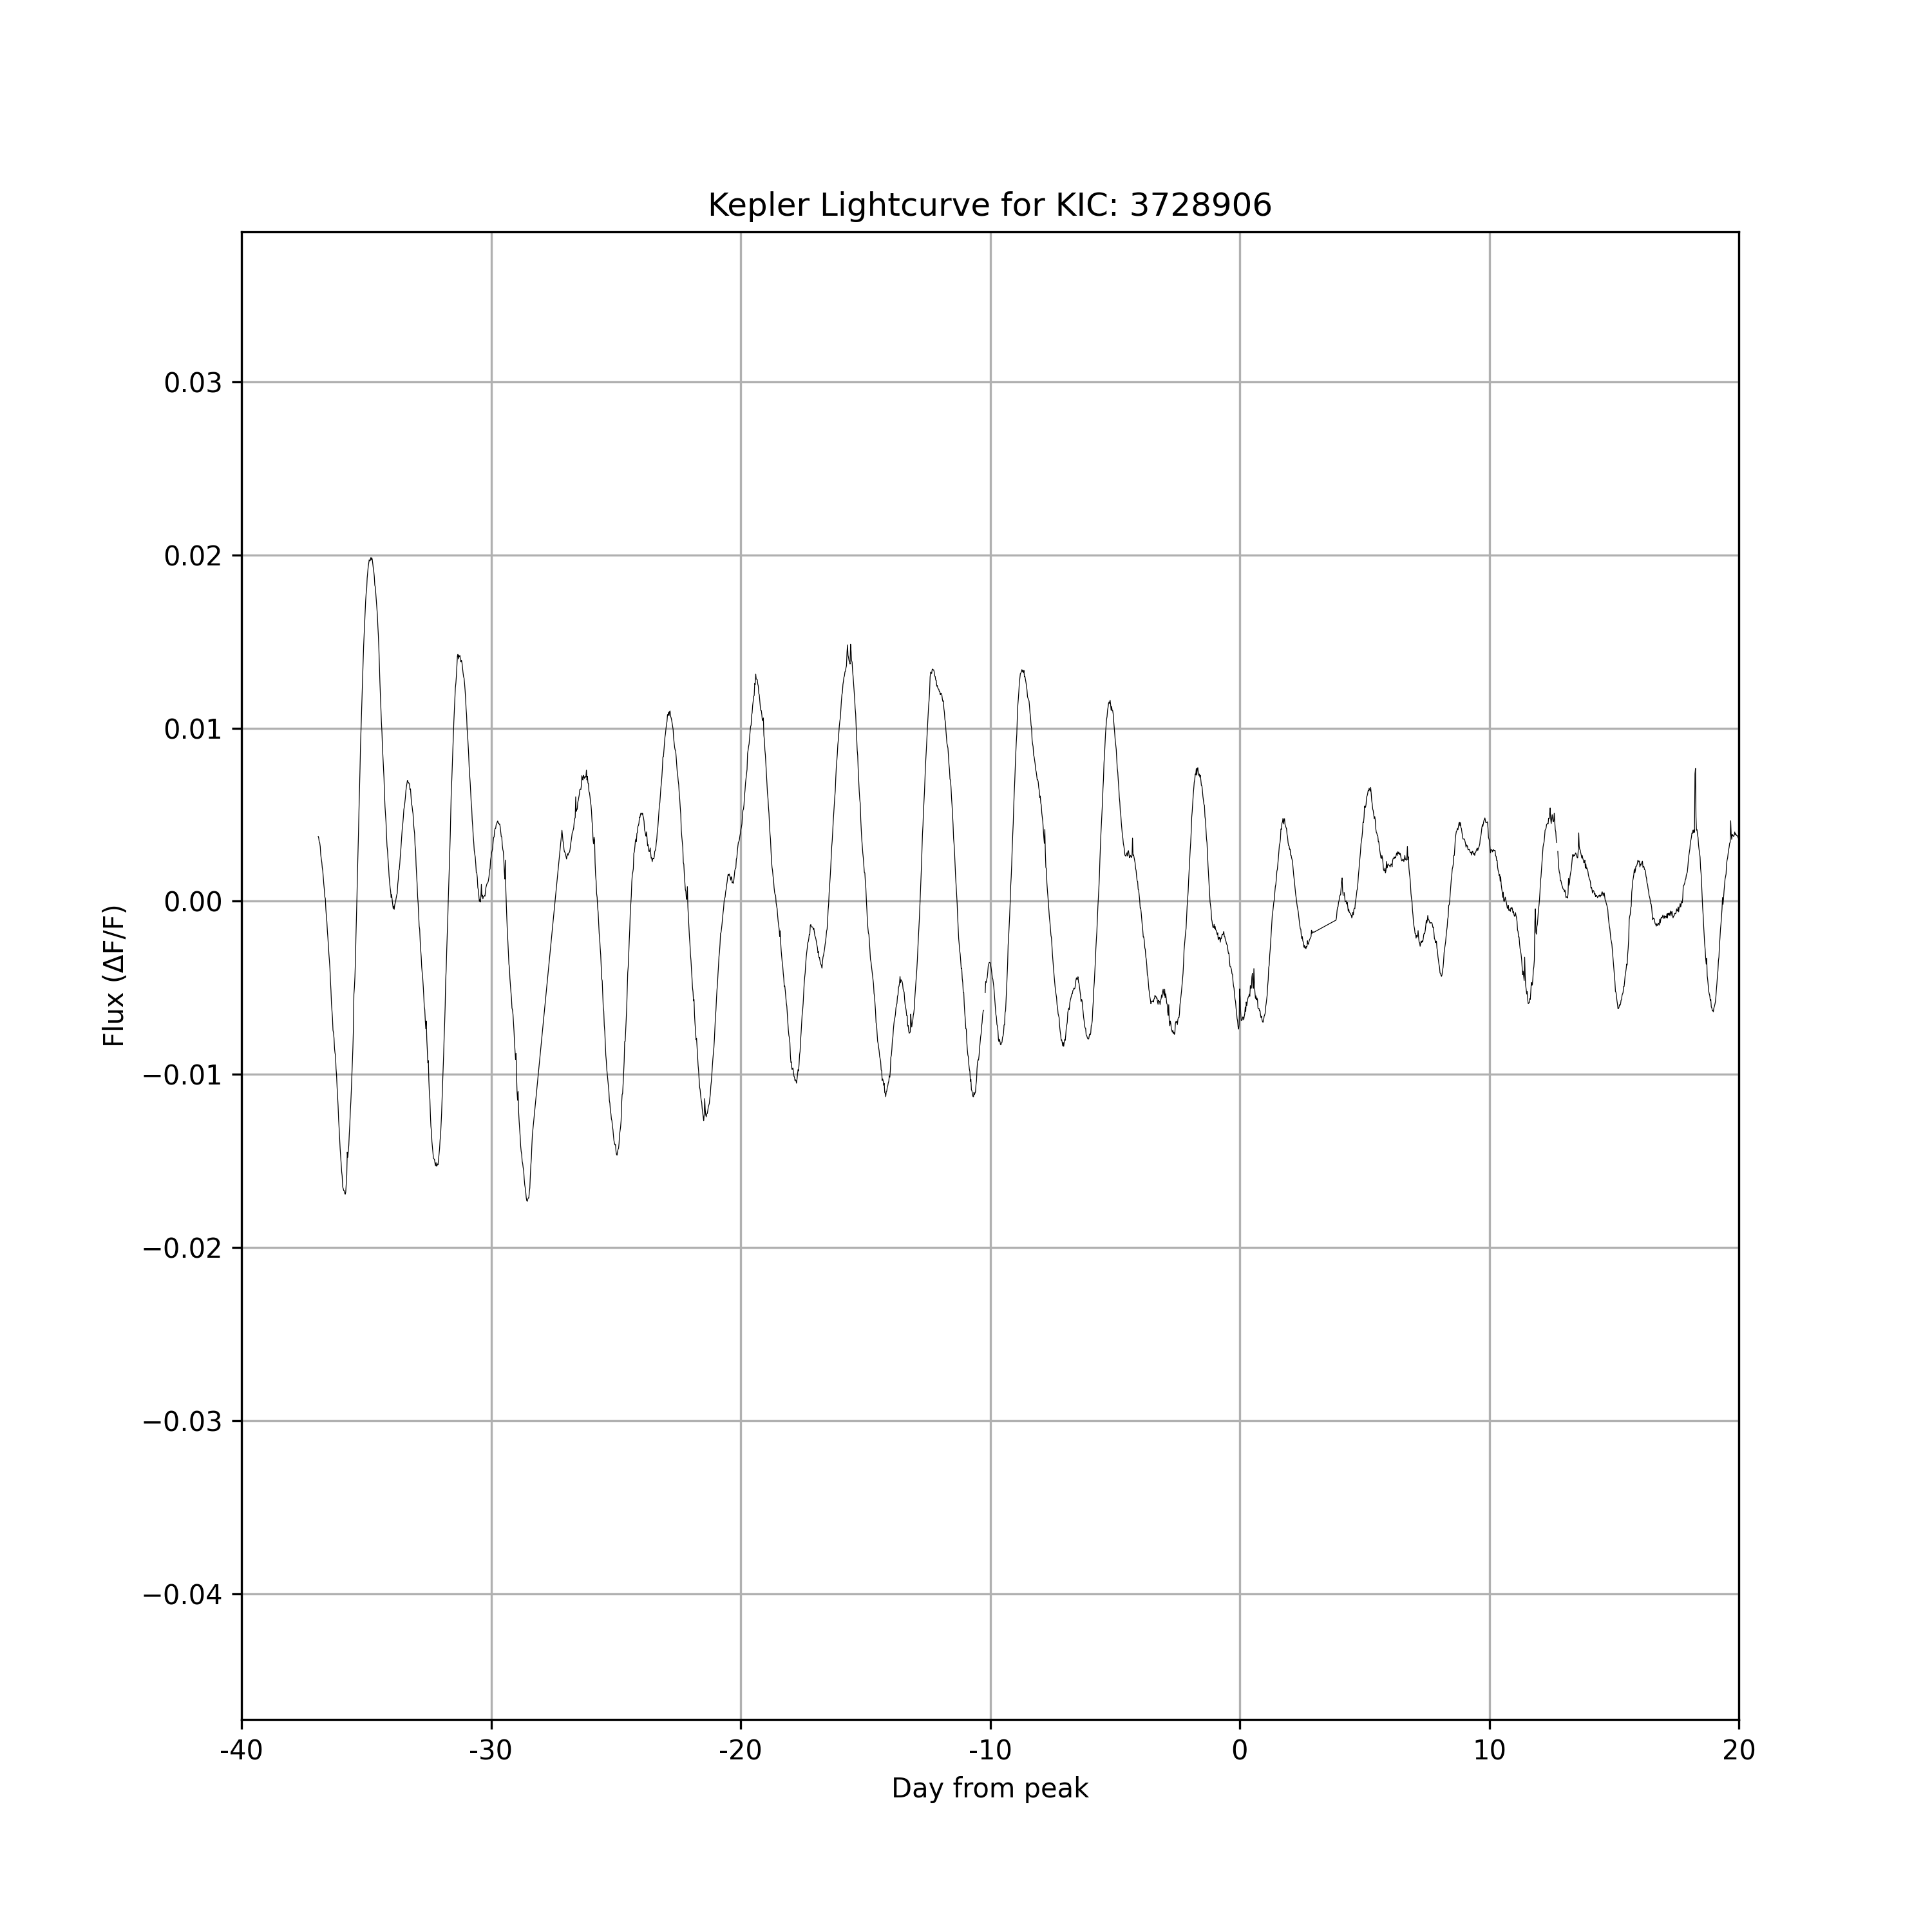 Kepler Lightcurve for KIC: 3728906
Flux (ΔF/F)
0.03
0.02
0.01
0.00
−0.01
−0.02
−0.03
−0.04
-40 -30 -20 -10 0 10 20
Day from peak